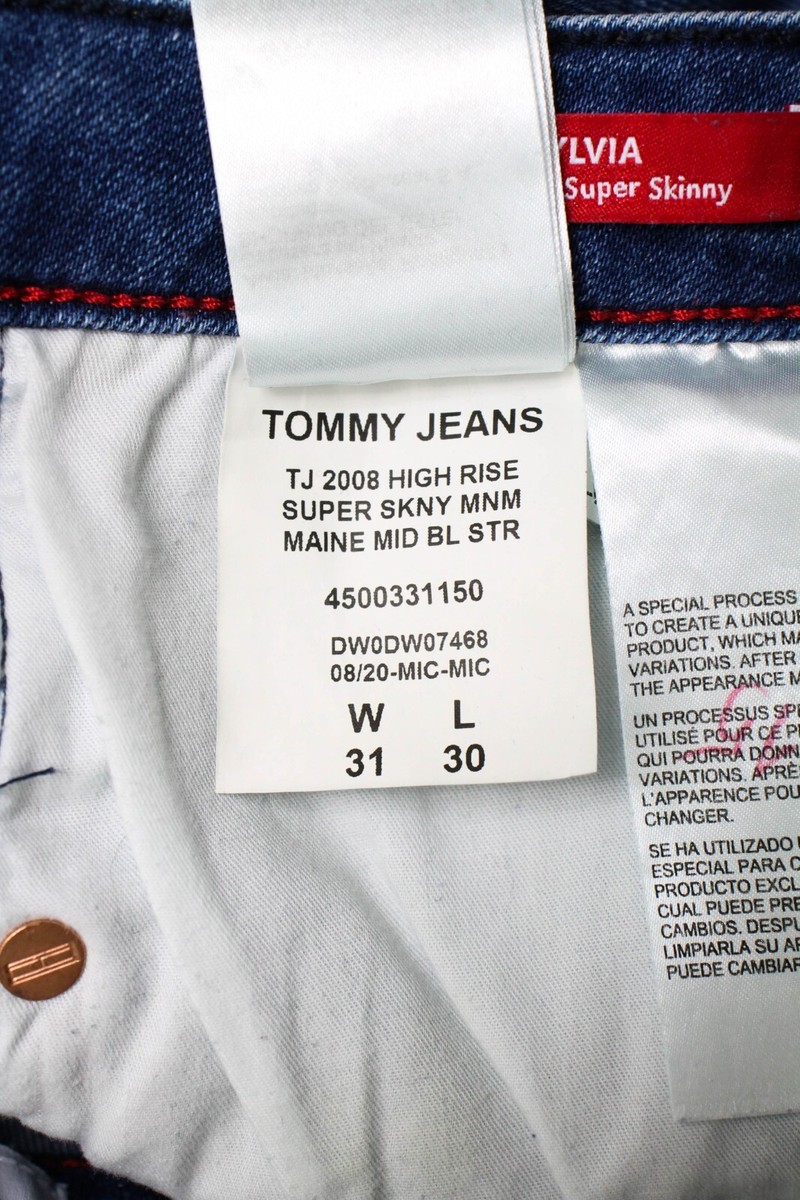 YLVIA
Super Skinny
TOMMY JEANS
TJ 2008 HIGH RISE
SUPER SKNY MNM
MAINE MID BL STR
4500331150
DW0DW07468
08/20-MIC-MIC
W L
31 30
A SPECIAL PROCESS
TO CREATE A UNIQUE
PRODUCT, WHICH MA
VARIATIONS. AFTER
THE APPEARANCE M
UN PROCESSUS SPÉ
UTILISÉ POUR CE P
QUI POURRA DONN
VARIATIONS. APRÈ
L'APPARENCE POU
CHANGER.
SE HA UTILIZADO
ESPECIAL PARA C
PRODUCTO EXCL
CUAL PUEDE PRE
CAMBIOS. DESPU
LIMPIARLA SU AP
PUEDE CAMBIAR